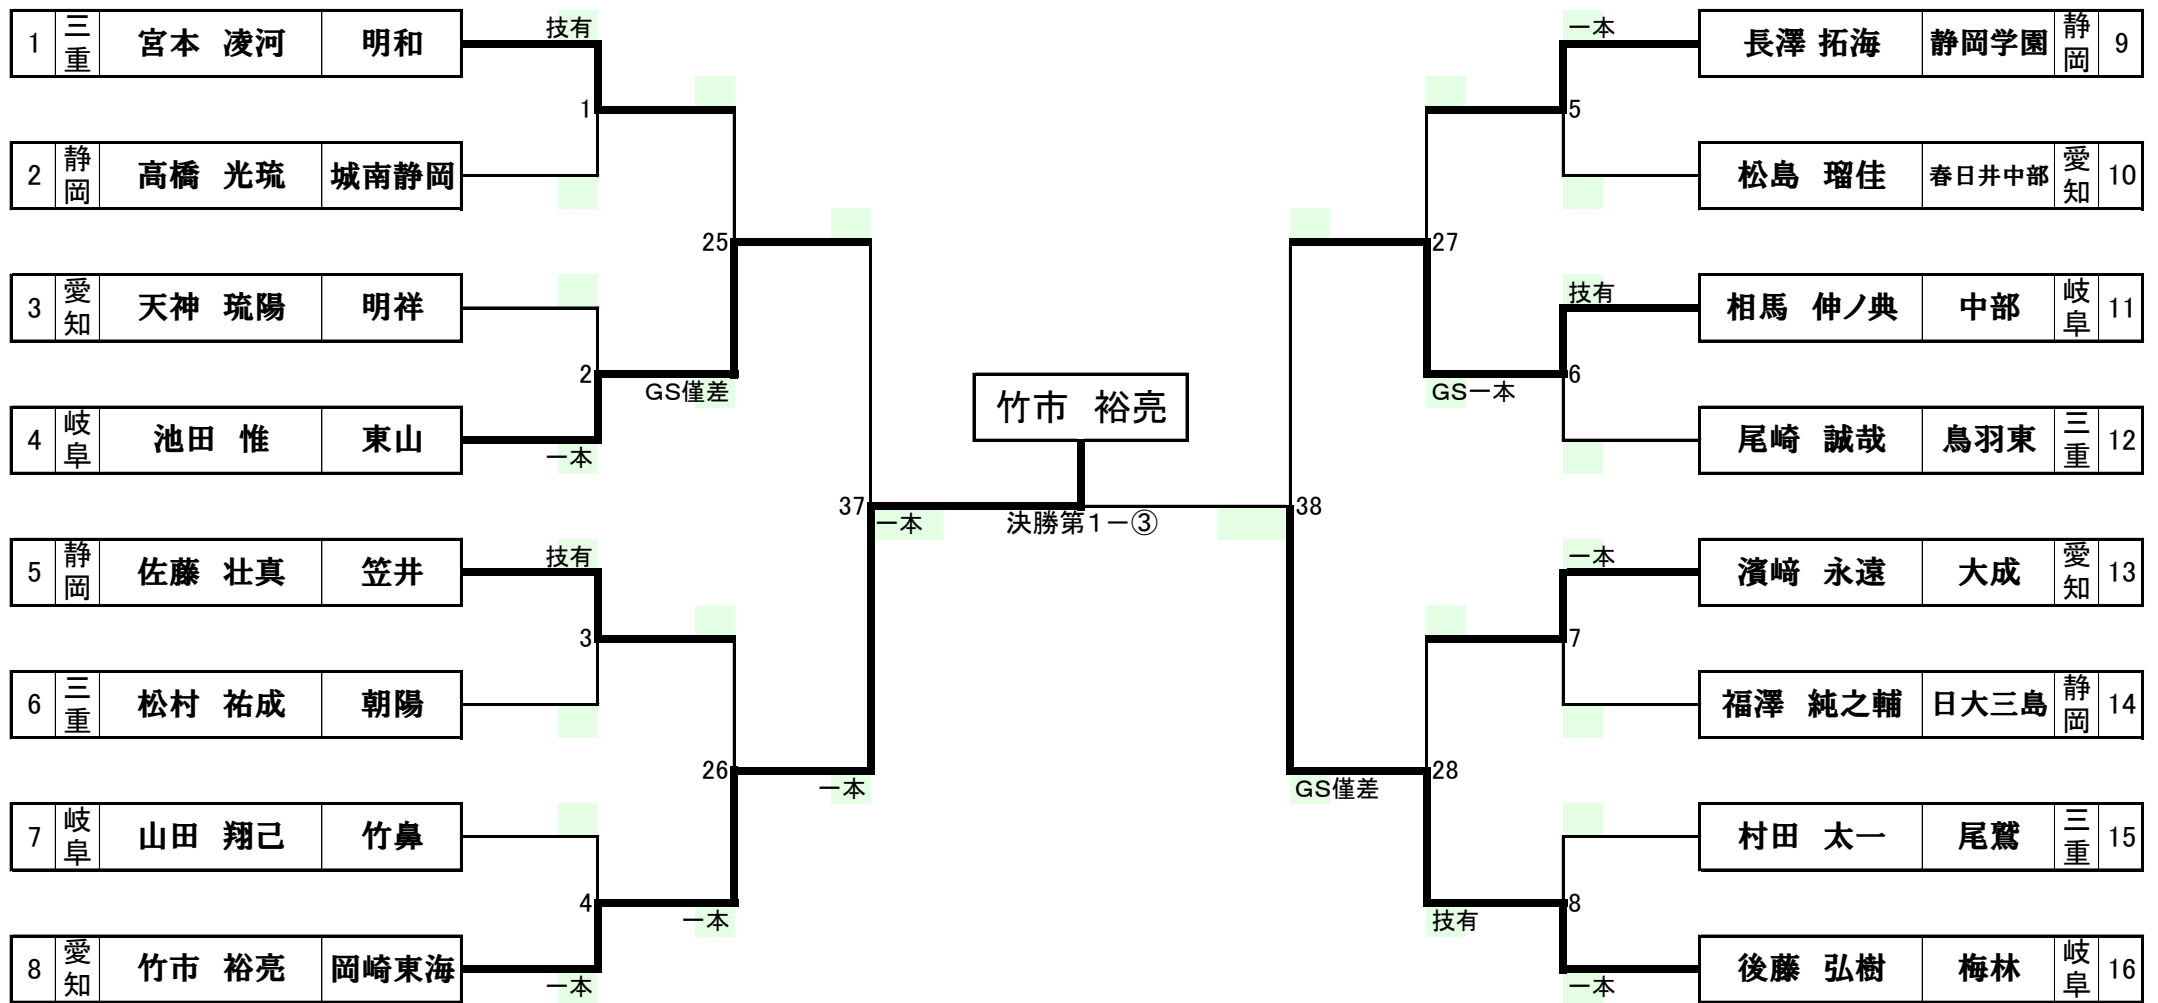 技有
1 三重 宮本 凌河 明和
1
2 静岡 高橋 光琉 城南静岡
25
3 愛知 天神 琉陽 明祥
2
GS僅差
4 岐阜 池田 惟 東山
一本
37
一本
技有
5 静岡 佐藤 壮真 笠井
3
6 三重 松村 祐成 朝陽
26
一本
7 岐阜 山田 翔己 竹鼻
4
一本
8 愛知 竹市 裕亮 岡崎東海
一本
竹市 裕亮
決勝第1-③
一本
長澤 拓海 静岡学園 静岡 9
5
松島 瑠佳 春日井中部 愛知 10
27
技有
相馬 伸ノ典 中部 岐阜 11
6
GS一本
尾崎 誠哉 鳥羽東 三重 12
38
一本
濱﨑 永遠 大成 愛知 13
7
福澤 純之輔 日大三島 静岡 14
28
GS僅差
村田 太一 尾鷲 三重 15
8
技有
後藤 弘樹 梅林 岐阜 16
一本